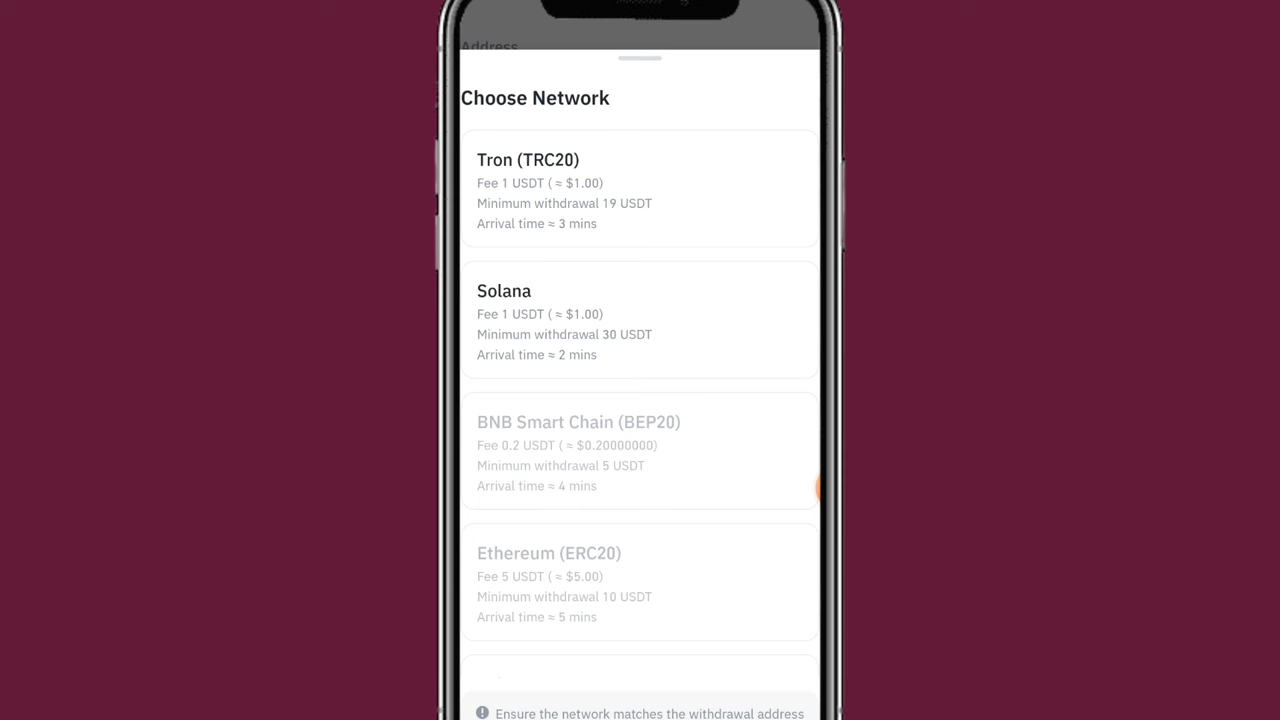 Address
Choose Network
Tron (TRC20)
Fee 1 USDT ( ≈ $1.00)
Minimum withdrawal 19 USDT
Arrival time ≈ 3 mins
Solana
Fee 1 USDT ( ≈ $1.00)
Minimum withdrawal 30 USDT
Arrival time ≈ 2 mins
BNB Smart Chain (BEP20)
Fee 0.2 USDT ( ≈ $0.20000000)
Minimum withdrawal 5 USDT
Arrival time ≈ 4 mins
Ethereum (ERC20)
Fee 5 USDT ( ≈ $5.00)
Minimum withdrawal 10 USDT
Arrival time ≈ 5 mins
Ensure the network matches the withdrawal address